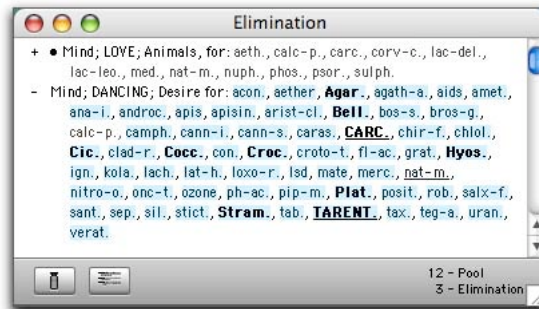 Elimination
+ ● Mind; LOVE; Animals, for: aeth., calc-p., carc., corv-c., lac-del.,
lac-leo., med., nat-m., nuph., phos., psor., sulph.
- Mind; DANCING; Desire for: acon., aether, Agar., agath-a., aids, amet.,
ana-i., androc., apis, apisin., arist-cl., Bell., bos-s., bros-g.,
calc-p., camph., cann-i., cann-s., caras., CARC., chir-f., chlol.,
Cic., clad-r., Cocc., con., Croc., croto-t., fl-ac., grat., Hyos.,
ign., kola., lach., lat-h., loxo-r., lsd, mate, merc., nat-m.,
nitro-o., onc-t., ozone, ph-ac., pip-m., Plat., posit., rob., salx-f.,
sant., sep., sil., stict., Stram., tab., TARENT., tax., teg-a., uran.,
verat.
12 - Pool
3 - Elimination